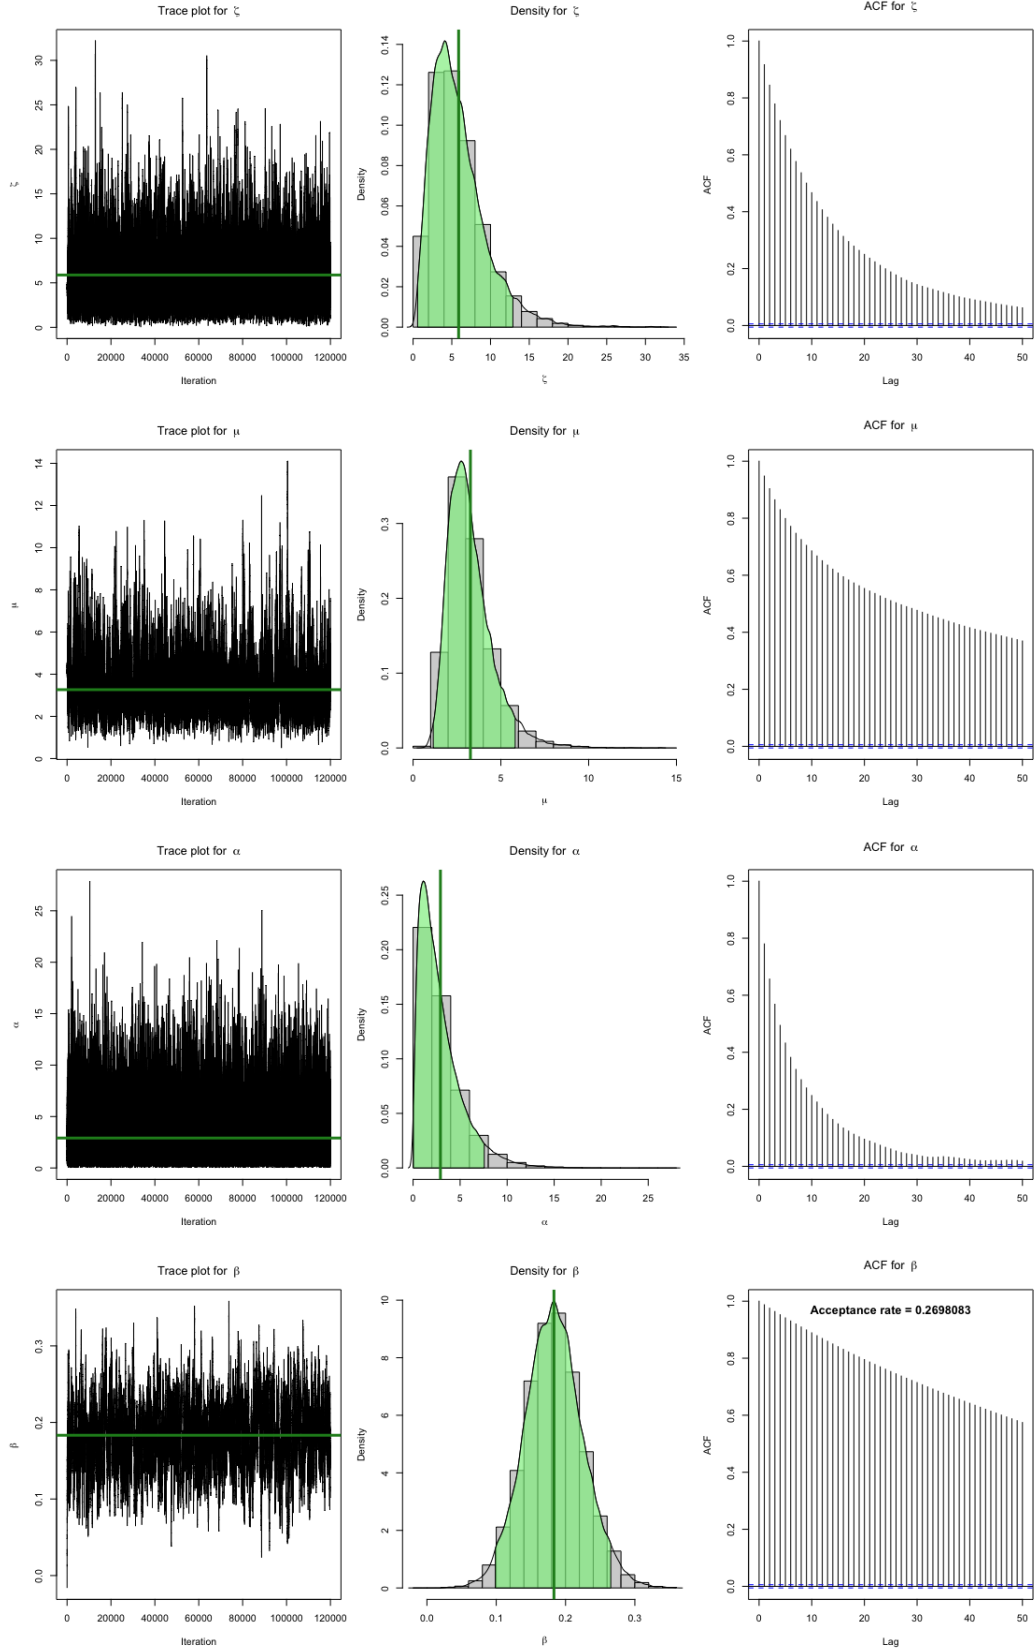 Trace plot for ζ
Density for ζ
ACF for ζ
ζ
0 5 10 15 20 25 30
0 20000 40000 60000 80000 100000 120000
Iteration
Density
0.00 0.02 0.04 0.06 0.08 0.10 0.12 0.14
0 5 10 15 20 25 30 35
ζ
ACF
0.0 0.2 0.4 0.6 0.8 1.0
0 10 20 30 40 50
Lag
Trace plot for μ
Density for μ
ACF for μ
μ
0 2 4 6 8 10 12 14
0 20000 40000 60000 80000 100000 120000
Iteration
Density
0.0 0.1 0.2 0.3
0 5 10 15
μ
ACF
0.0 0.2 0.4 0.6 0.8 1.0
0 10 20 30 40 50
Lag
Trace plot for α
Density for α
ACF for α
α
0 5 10 15 20 25
0 20000 40000 60000 80000 100000 120000
Iteration
Density
0.00 0.05 0.10 0.15 0.20 0.25
0 5 10 15 20 25
α
ACF
0.0 0.2 0.4 0.6 0.8 1.0
0 10 20 30 40 50
Lag
Trace plot for β
Density for β
ACF for β
β
0.0 0.1 0.2 0.3
0 20000 40000 60000 80000 100000 120000
Iteration
Density
0 2 4 6 8 10
0.0 0.1 0.2 0.3
β
Acceptance rate = 0.2698083
ACF
0.0 0.2 0.4 0.6 0.8 1.0
0 10 20 30 40 50
Lag